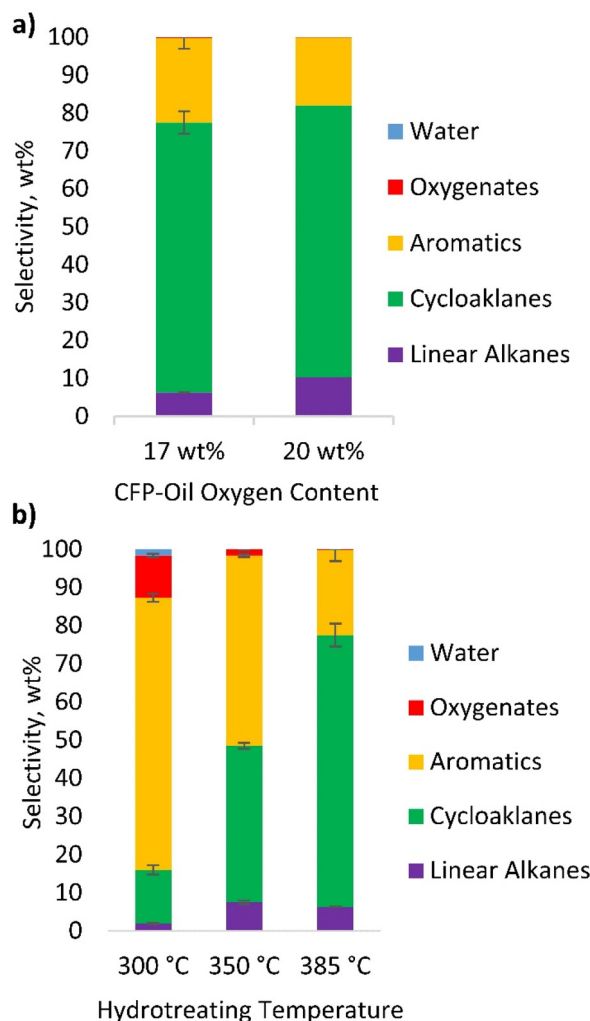 a)
100
90
80
70
60
50
40
30
20
10
0
Selectivity, wt%
Water
Oxygenates
Aromatics
Cycloaklanes
Linear Alkanes
17 wt%
20 wt%
CFP-Oil Oxygen Content
b)
100
90
80
70
60
50
40
30
20
10
0
Selectivity, wt%
Water
Oxygenates
Aromatics
Cycloaklanes
Linear Alkanes
300 °C
350 °C
385 °C
Hydrotreating Temperature